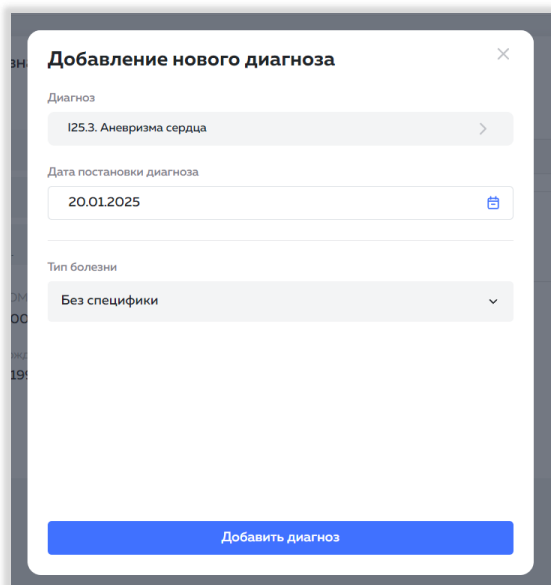 Добавление нового диагноза
Диагноз
I25.3. Аневризма сердца
Дата постановки диагноза
20.01.2025
Тип болезни
Без специфики
Добавить диагноз